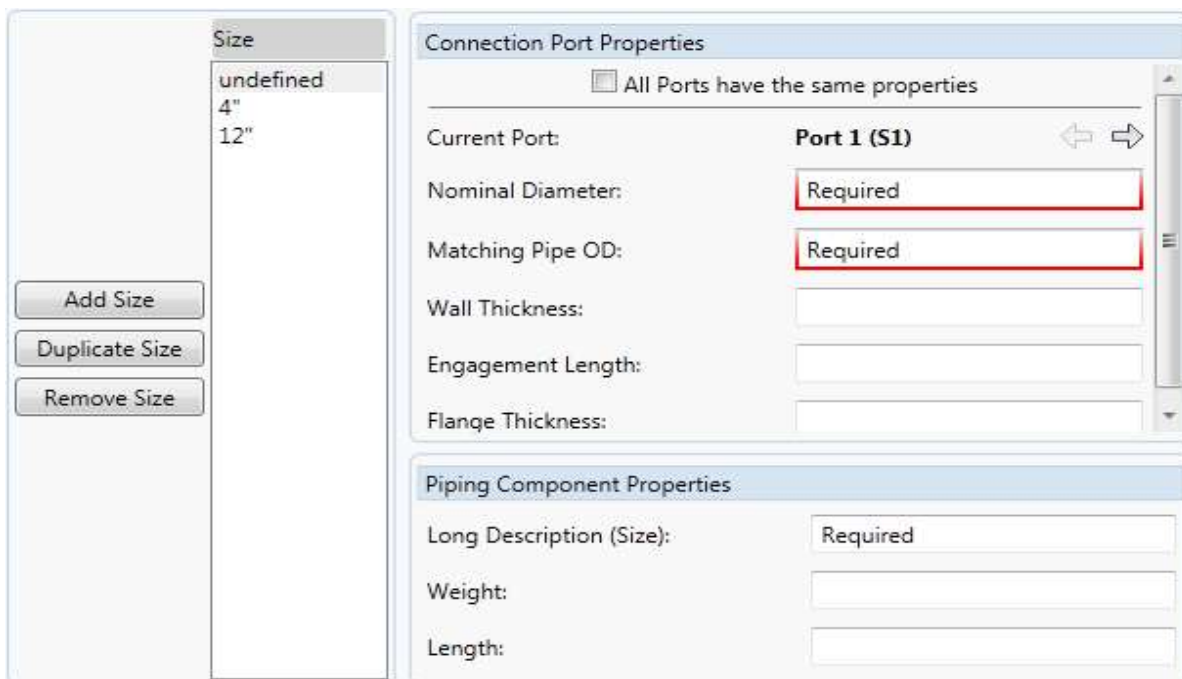 Size
undefined
4"
12"
Add Size
Duplicate Size
Remove Size
Connection Port Properties
All Ports have the same properties
Current Port: Port 1 (S1)
Nominal Diameter: Required
Matching Pipe OD: Required
Wall Thickness:
Engagement Length:
Flange Thickness:
Piping Component Properties
Long Description (Size): Required
Weight:
Length: